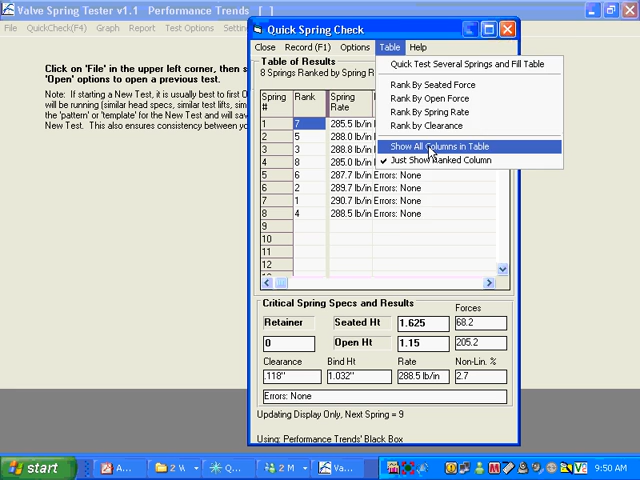 Valve Spring Tester v1.1 Performance Trends [ ]
File QuickCheck(F4) Graph Report Test Options
Click on 'File' in the upper left corner, then s
'Open' options to open a previous test.
Note: If starting a New Test, it is usually best to first O
will be running (similar head specs, similar test lifts, sim
the 'pattern' or 'template' for the New Test and will sav
New Test. This also ensures consistency betwee
Quick Spring Check
Close Record (F1) Options Table Help
Table of Results
8 Springs Ranked by Spring R
Spring # Rank Spring Rate
1 7 285.5 lb/in
2 5 288.0 lb/in
3 3 288.8 lb/in
4 8 285.0 lb/in
5 6 287.7 lb/in Errors: None
6 2 289.7 lb/in Errors: None
7 1 290.7 lb/in Errors: None
8 4 288.5 lb/in Errors: None
9
10
11
12
Quick Test Several Springs and Fill Table
Rank By Seated Force
Rank By Open Force
Rank By Spring Rate
Rank by Clearance
Show All Columns in Table
Just Show Ranked Column
Critical Spring Specs and Results
Forces
Retainer Seated Ht 1.625 68.2
0 Open Ht 1.15 205.2
Clearance Bind Ht Rate Non-Lin. %
.118" 1.032" 288.5 lb/in 2.7
Errors: None
Updating Display Only, Next Spring = 9
Using: Performance Trends' Black Box
start A... 2 W Q... 2 M Va... 9:50 AM